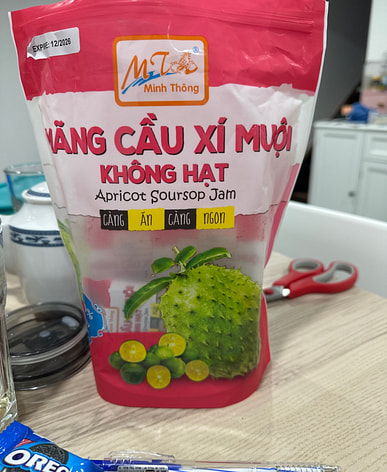 EXPIE: 12/2026
MT
®
Minh Thông
MÃNG CẦU XÍ MUỘI
KHÔNG HẠT
Apricot Soursop Jam
CÀNG ĂN CÀNG NGON
OREO